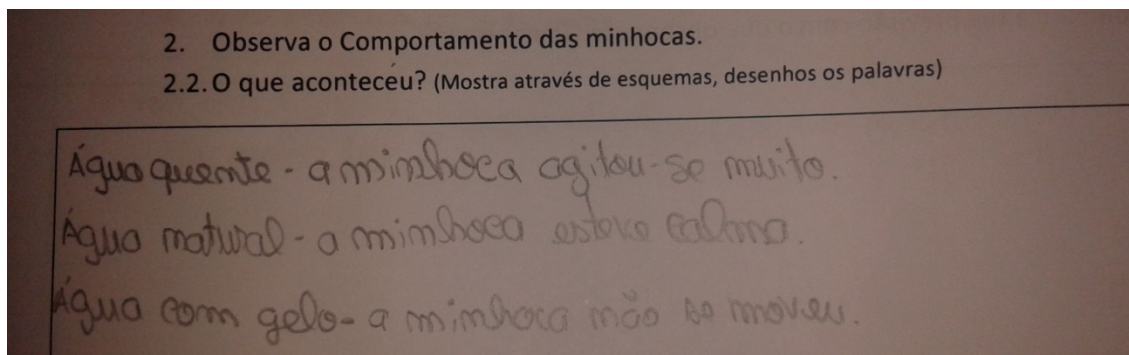 2. Observa o Comportamento das minhocas.
2.2. O que aconteceu? (Mostra através de esquemas, desenhos os palavras)
Água quente - a minhoca agitou-se muito.
Água natural - a minhoca esteve calma.
Água com gelo - a minhoca não se moveu.